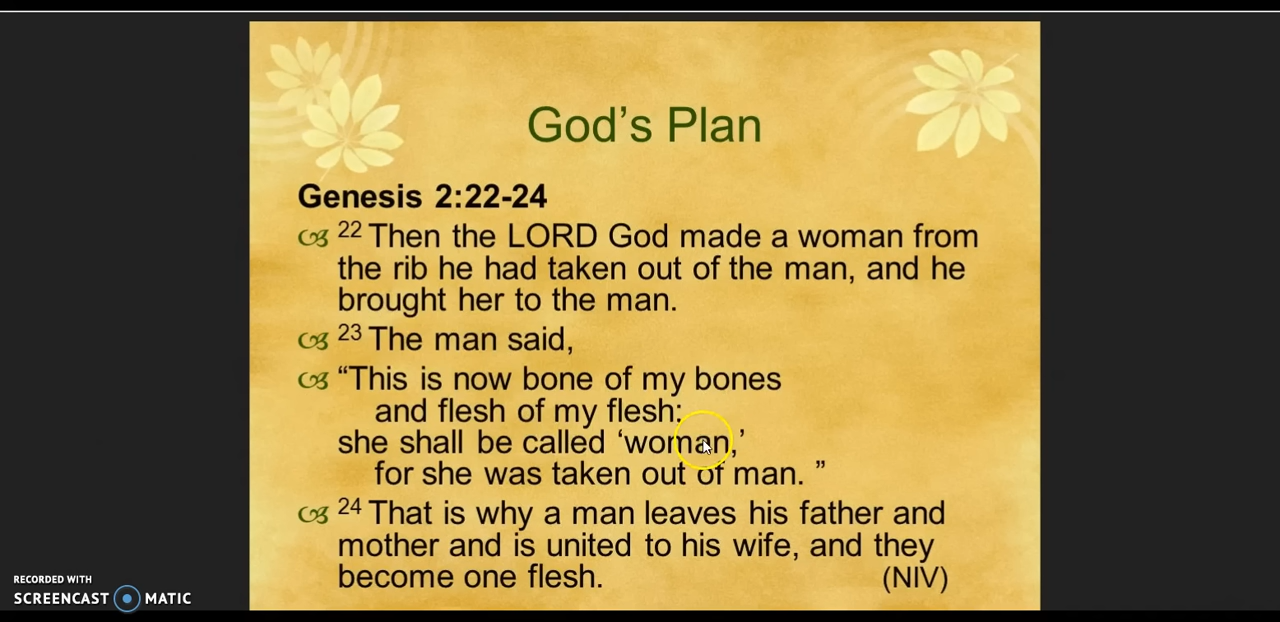 God’s Plan
Genesis 2:22-24
22 Then the LORD God made a woman from
the rib he had taken out of the man, and he
brought her to the man.
23 The man said,
“This is now bone of my bones
and flesh of my flesh:
she shall be called ‘woman,’
for she was taken out of man. ”
24 That is why a man leaves his father and
mother and is united to his wife, and they
become one flesh. (NIV)
RECORDED WITH
SCREENCAST MATIC